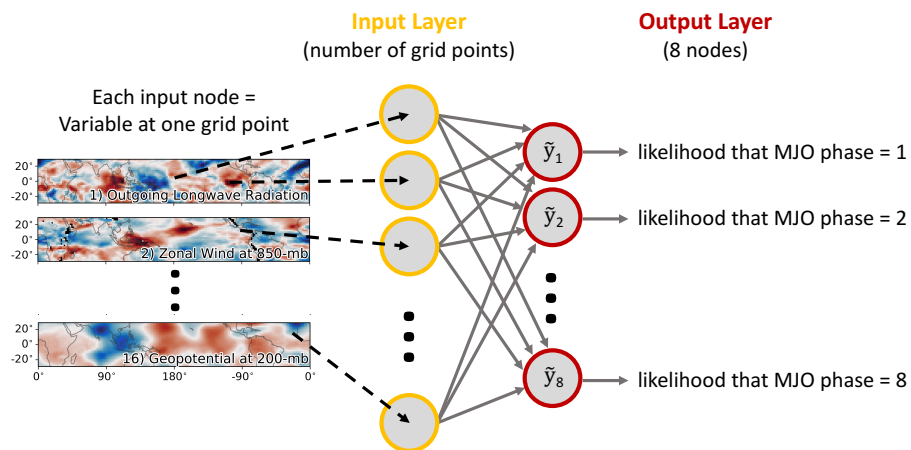 Input Layer
(number of grid points)
Output Layer
(8 nodes)
Each input node =
Variable at one grid point
20°
0°
-20°
1) Outgoing Longwave Radiation
20°
0°
-20°
2) Zonal Wind at 850-mb
20°
0°
-20°
16) Geopotential at 200-mb
0° 90° 180° -90° 0°
ỹ₁
likelihood that MJO phase = 1
ỹ₂
likelihood that MJO phase = 2
ỹ₈
likelihood that MJO phase = 8